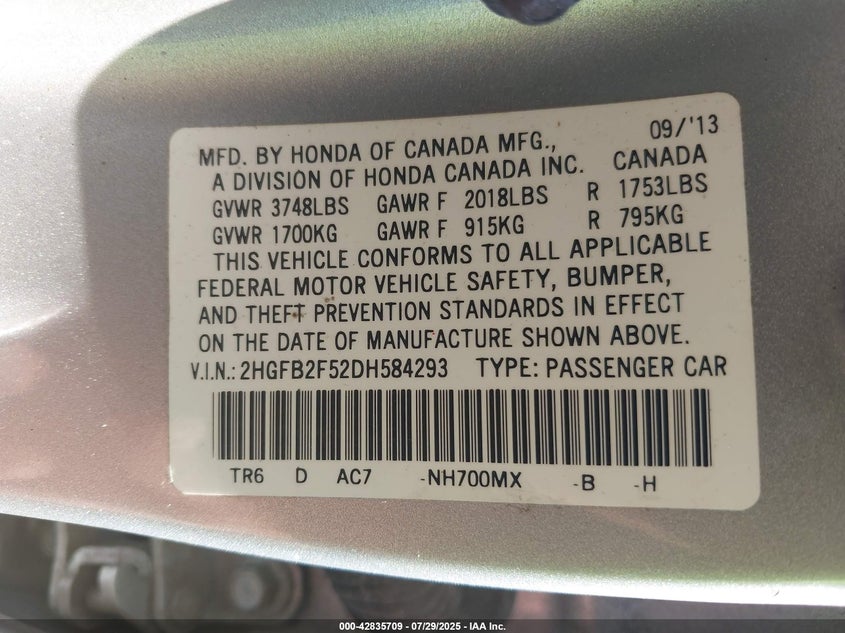 09/'13
MFD. BY HONDA OF CANADA MFG.,
A DIVISION OF HONDA CANADA INC. CANADA
GVWR 3748LBS GAWR F 2018LBS R 1753LBS
GVWR 1700KG GAWR F 915KG R 795KG
THIS VEHICLE CONFORMS TO ALL APPLICABLE
FEDERAL MOTOR VEHICLE SAFETY, BUMPER,
AND THEFT PREVENTION STANDARDS IN EFFECT
ON THE DATE OF MANUFACTURE SHOWN ABOVE.
V.I.N.: 2HGFB2F52DH584293 TYPE: PASSENGER CAR
TR6 D AC7 -NH700MX -B -H
000-42835709 | 07/29/2025 - IAA Inc.